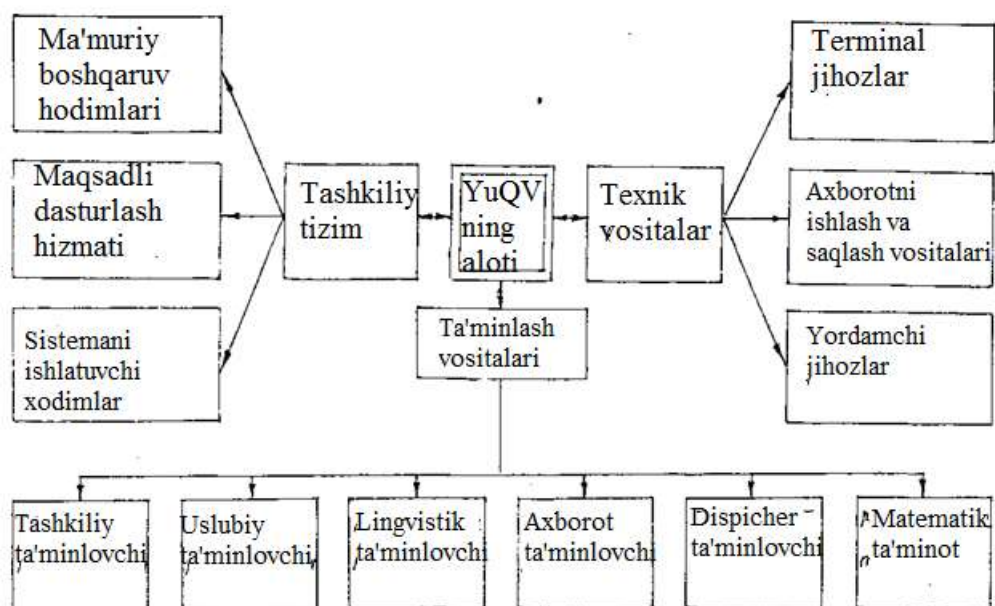 Ma'muriy
boshqaruv
hodimlari
Maqsadli
dasturlash
hizmati
Sistemani
ishlatuvchi
xodimlar
Tashkiliy
tizim
YuQV
ning
aloti
Texnik
vositalar
Terminal
jihozlar
Axborotni
ishlash va
saqlash vositalari
Yordamchi
jihozlar
Ta'minlash
vositalari
Tashkiliy
ta'minlovchi
Uslubiy
ta'minlovchi
Lingvistik
ta'minlovchi
Axborot
ta'minlovchi
Dispicher
ta'minlovchi
Matematik
ta'minot